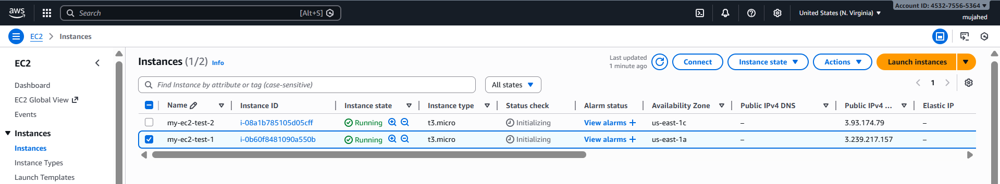 aws Search [Alt+S] United States (N. Virginia) Account ID: 4532-7556-5364
mujahed
EC2 Instances
EC2
Dashboard
EC2 Global View
Events
Instances
Instances
Instance Types
Launch Templates
Instances (1/2) Info
Last updated
1 minute ago
Connect Instance state Actions Launch instances
Find Instance by attribute or tag (case-sensitive) All states 1
Name Instance ID Instance state Instance type Status check Alarm status Availability Zone Public IPv4 DNS Public IPv4 ... Elastic IP
my-ec2-test-2 i-08a1b785105d05cff Running t3.micro Initializing View alarms + us-east-1c – 3.93.174.79 –
my-ec2-test-1 i-0b60f8481090a550b Running t3.micro Initializing View alarms + us-east-1a – 3.239.217.157 –